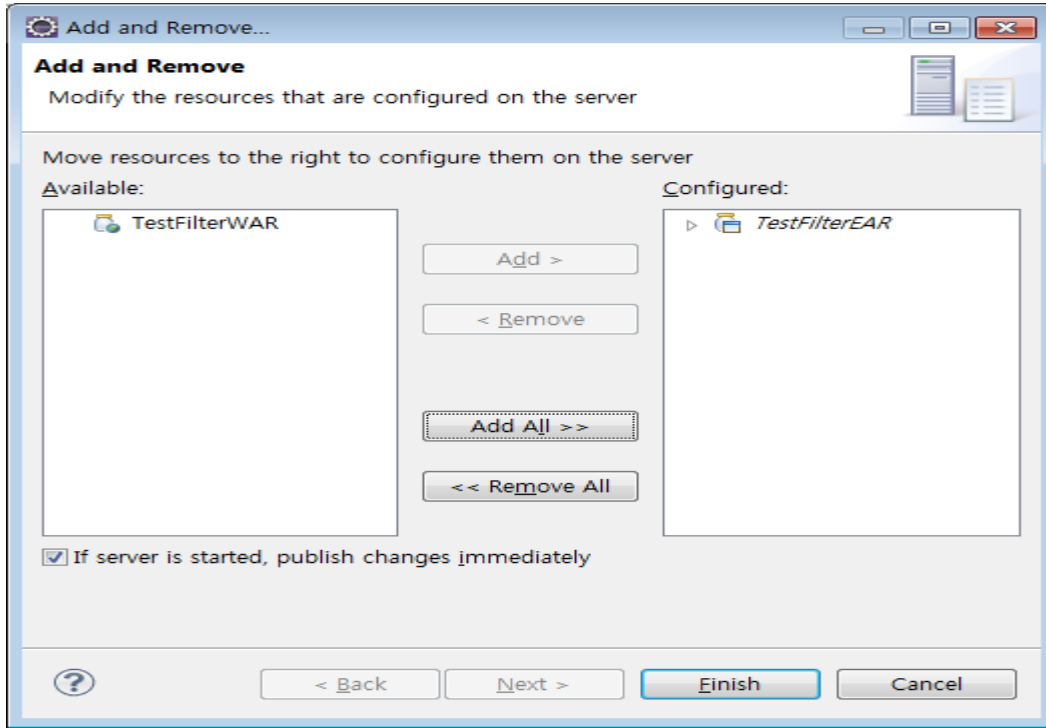 Add and Remove...
Add and Remove
Modify the resources that are configured on the server
Move resources to the right to configure them on the server
Available:
Configured:
TestFilterWAR
TestFilterEAR
Add >
< Remove
Add All >>
<< Remove All
If server is started, publish changes immediately
?
< Back
Next >
Finish
Cancel